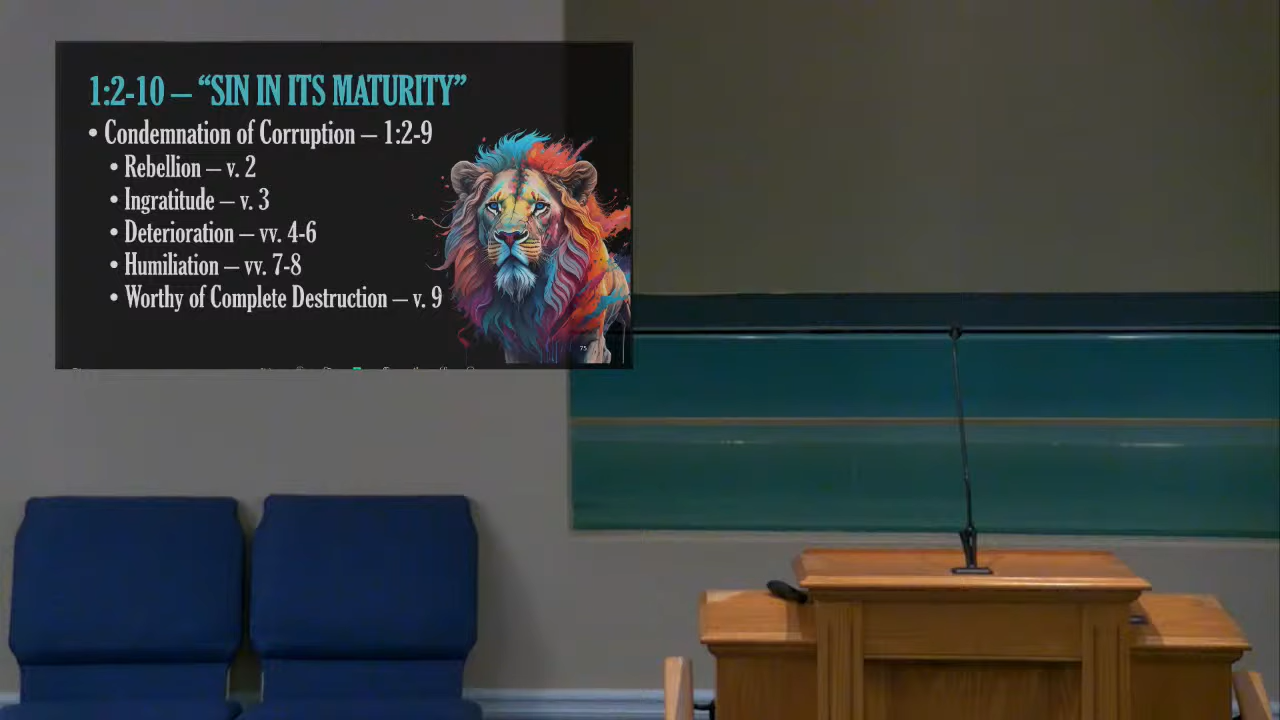 1:2-10 – “SIN IN ITS MATURITY”
• Condemnation of Corruption – 1:2-9
• Rebellion – v. 2
• Ingratitude – v. 3
• Deterioration – vv. 4-6
• Humiliation – vv. 7-8
• Worthy of Complete Destruction – v. 9
75